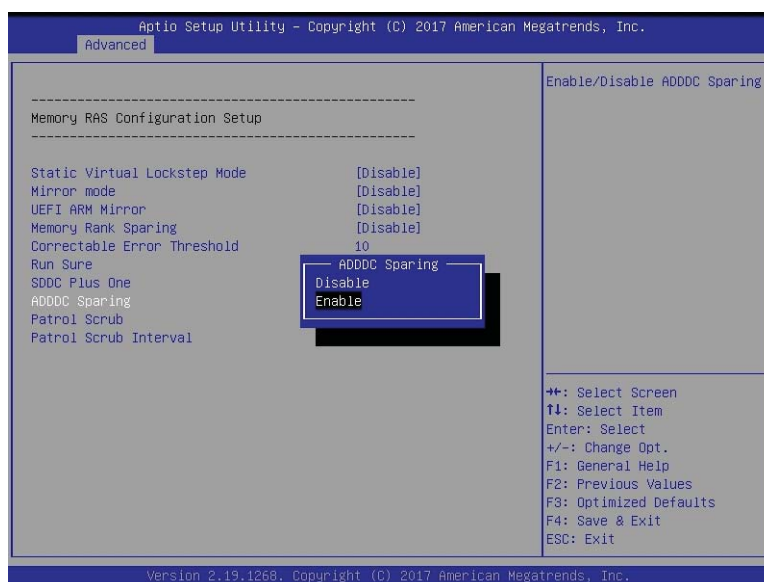 Aptio Setup Utility – Copyright (C) 2017 American Megatrends, Inc.
Advanced
Enable/Disable ADDDC Sparing
------------------------------------------------
Memory RAS Configuration Setup
------------------------------------------------
Static Virtual Lockstep Mode [Disable]
Mirror mode [Disable]
UEFI ARM Mirror [Disable]
Memory Rank Sparing [Disable]
Correctable Error Threshold 10
Run Sure
SDDC Plus One
ADDDC Sparing
Patrol Scrub
Patrol Scrub Interval
ADDDC Sparing
Disable
Enable
→←: Select Screen
↑↓: Select Item
Enter: Select
+/-: Change Opt.
F1: General Help
F2: Previous Values
F3: Optimized Defaults
F4: Save & Exit
ESC: Exit
Version 2.19.1268. Copyright (C) 2017 American Megatrends, Inc.